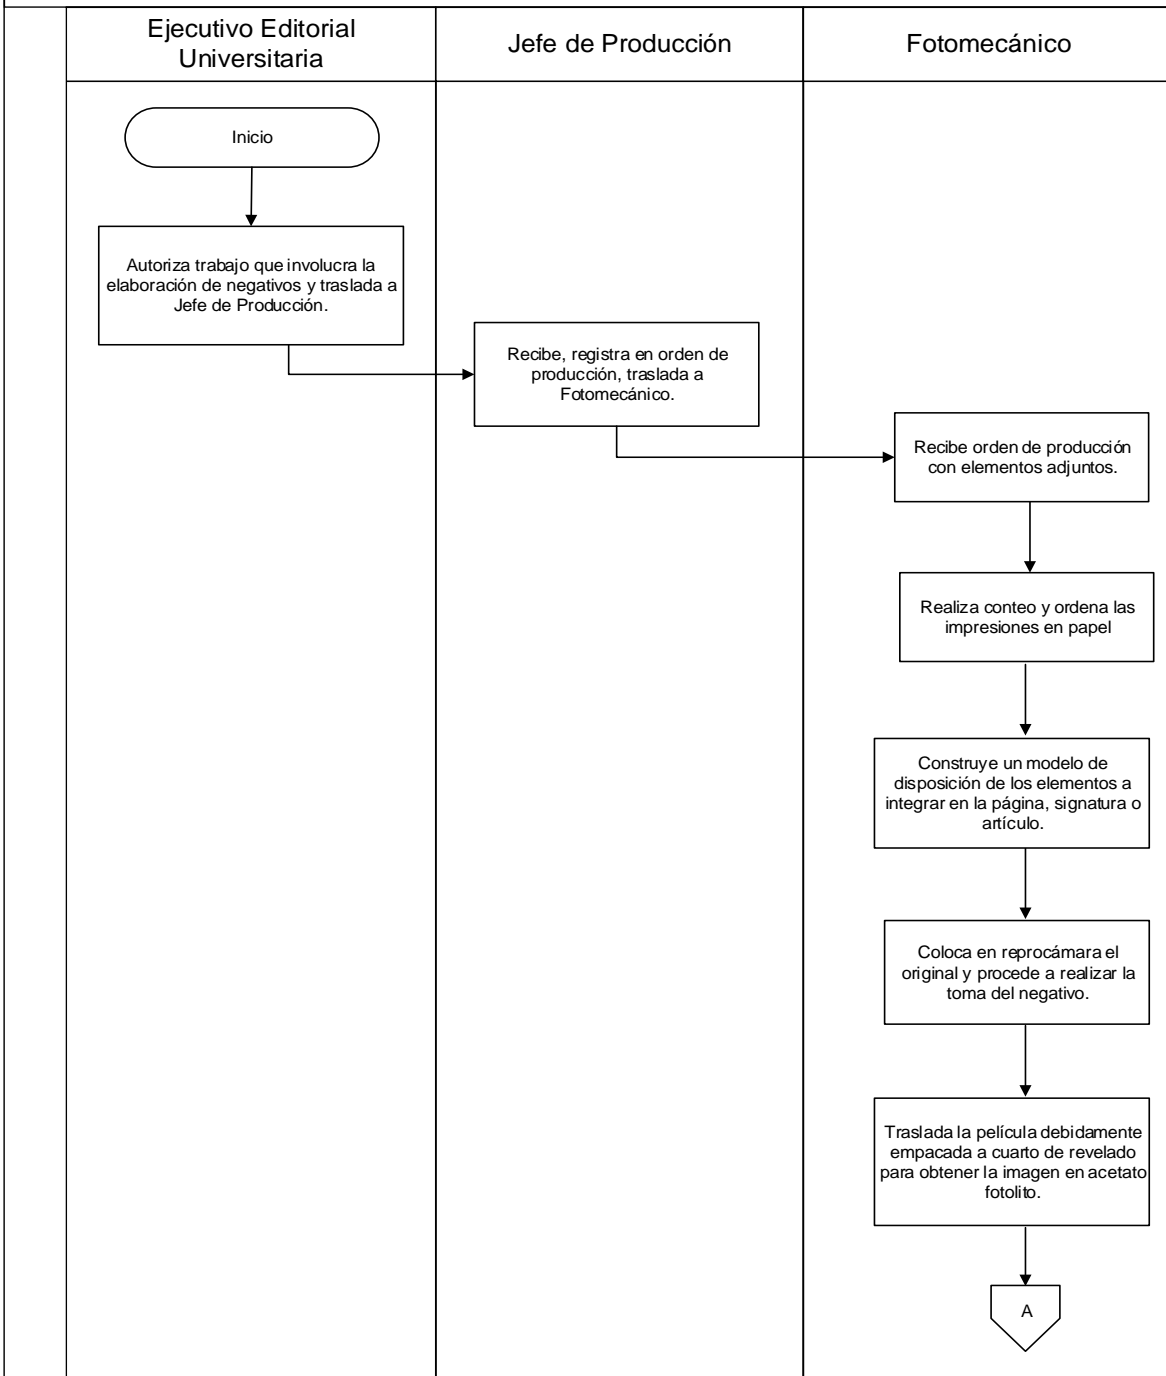 Ejecutivo Editorial
Universitaria
Jefe de Producción
Fotomecánico
Inicio
Autoriza trabajo que involucra la
elaboración de negativos y traslada a
Jefe de Producción.
Recibe, registra en orden de
producción, traslada a
Fotomecánico.
Recibe orden de producción
con elementos adjuntos.
Realiza conteo y ordena las
impresiones en papel
Construye un modelo de
disposición de los elementos a
integrar en la página, signatura o
artículo.
Coloca en reprocámara el
original y procede a realizar la
toma del negativo.
Traslada la película debidamente
empacada a cuarto de revelado
para obtener la imagen en acetato
fotolito.
A